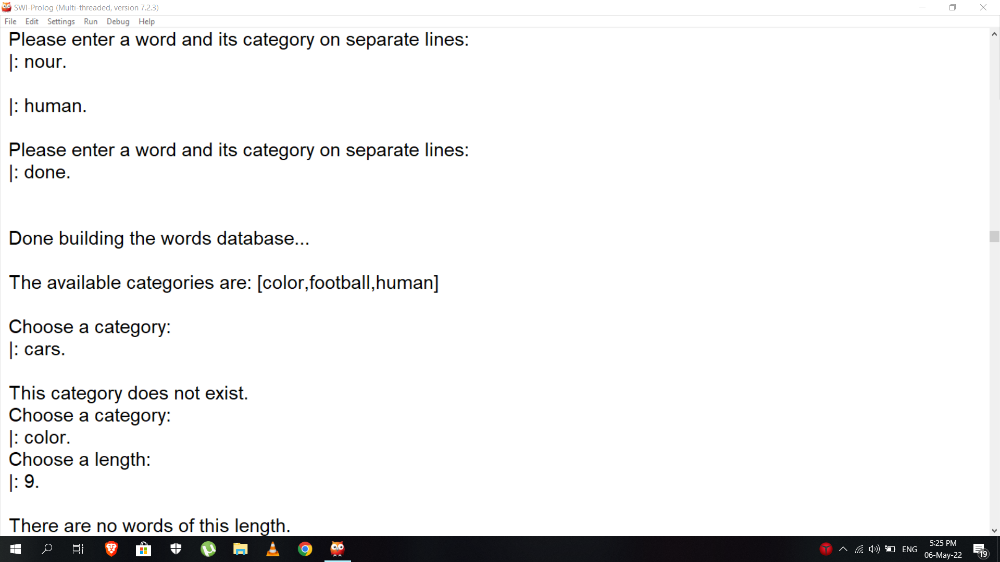 SWI-Prolog (Multi-threaded, version 7.2.3)
File Edit Settings Run Debug Help
Please enter a word and its category on separate lines:
|: nour.
|: human.
Please enter a word and its category on separate lines:
|: done.
Done building the words database...
The available categories are: [color,football,human]
Choose a category:
|: cars.
This category does not exist.
Choose a category:
|: color.
Choose a length:
|: 9.
There are no words of this length.
ENG
5:25 PM
06-May-22
19